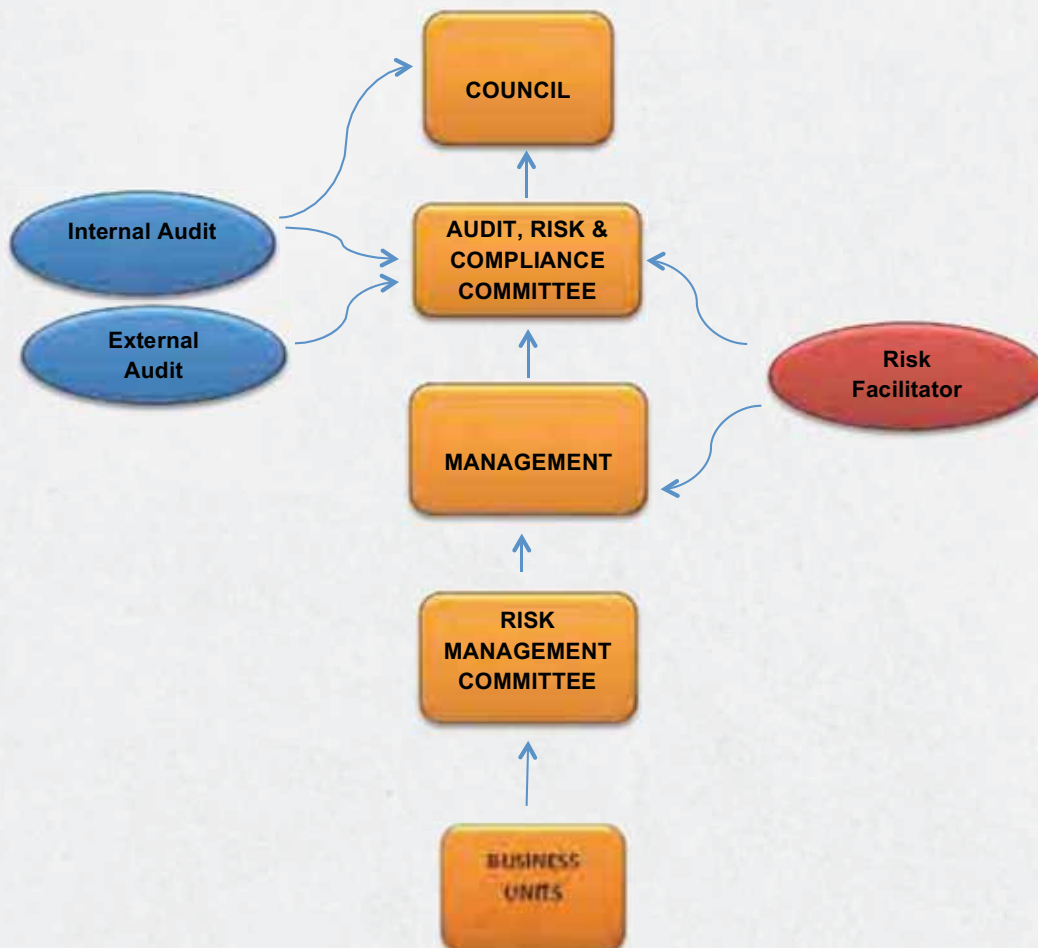 COUNCIL
Internal Audit
AUDIT, RISK &
COMPLIANCE
COMMITTEE
External
Audit
Risk
Facilitator
MANAGEMENT
RISK
MANAGEMENT
COMMITTEE
BUSINESS
UNITS